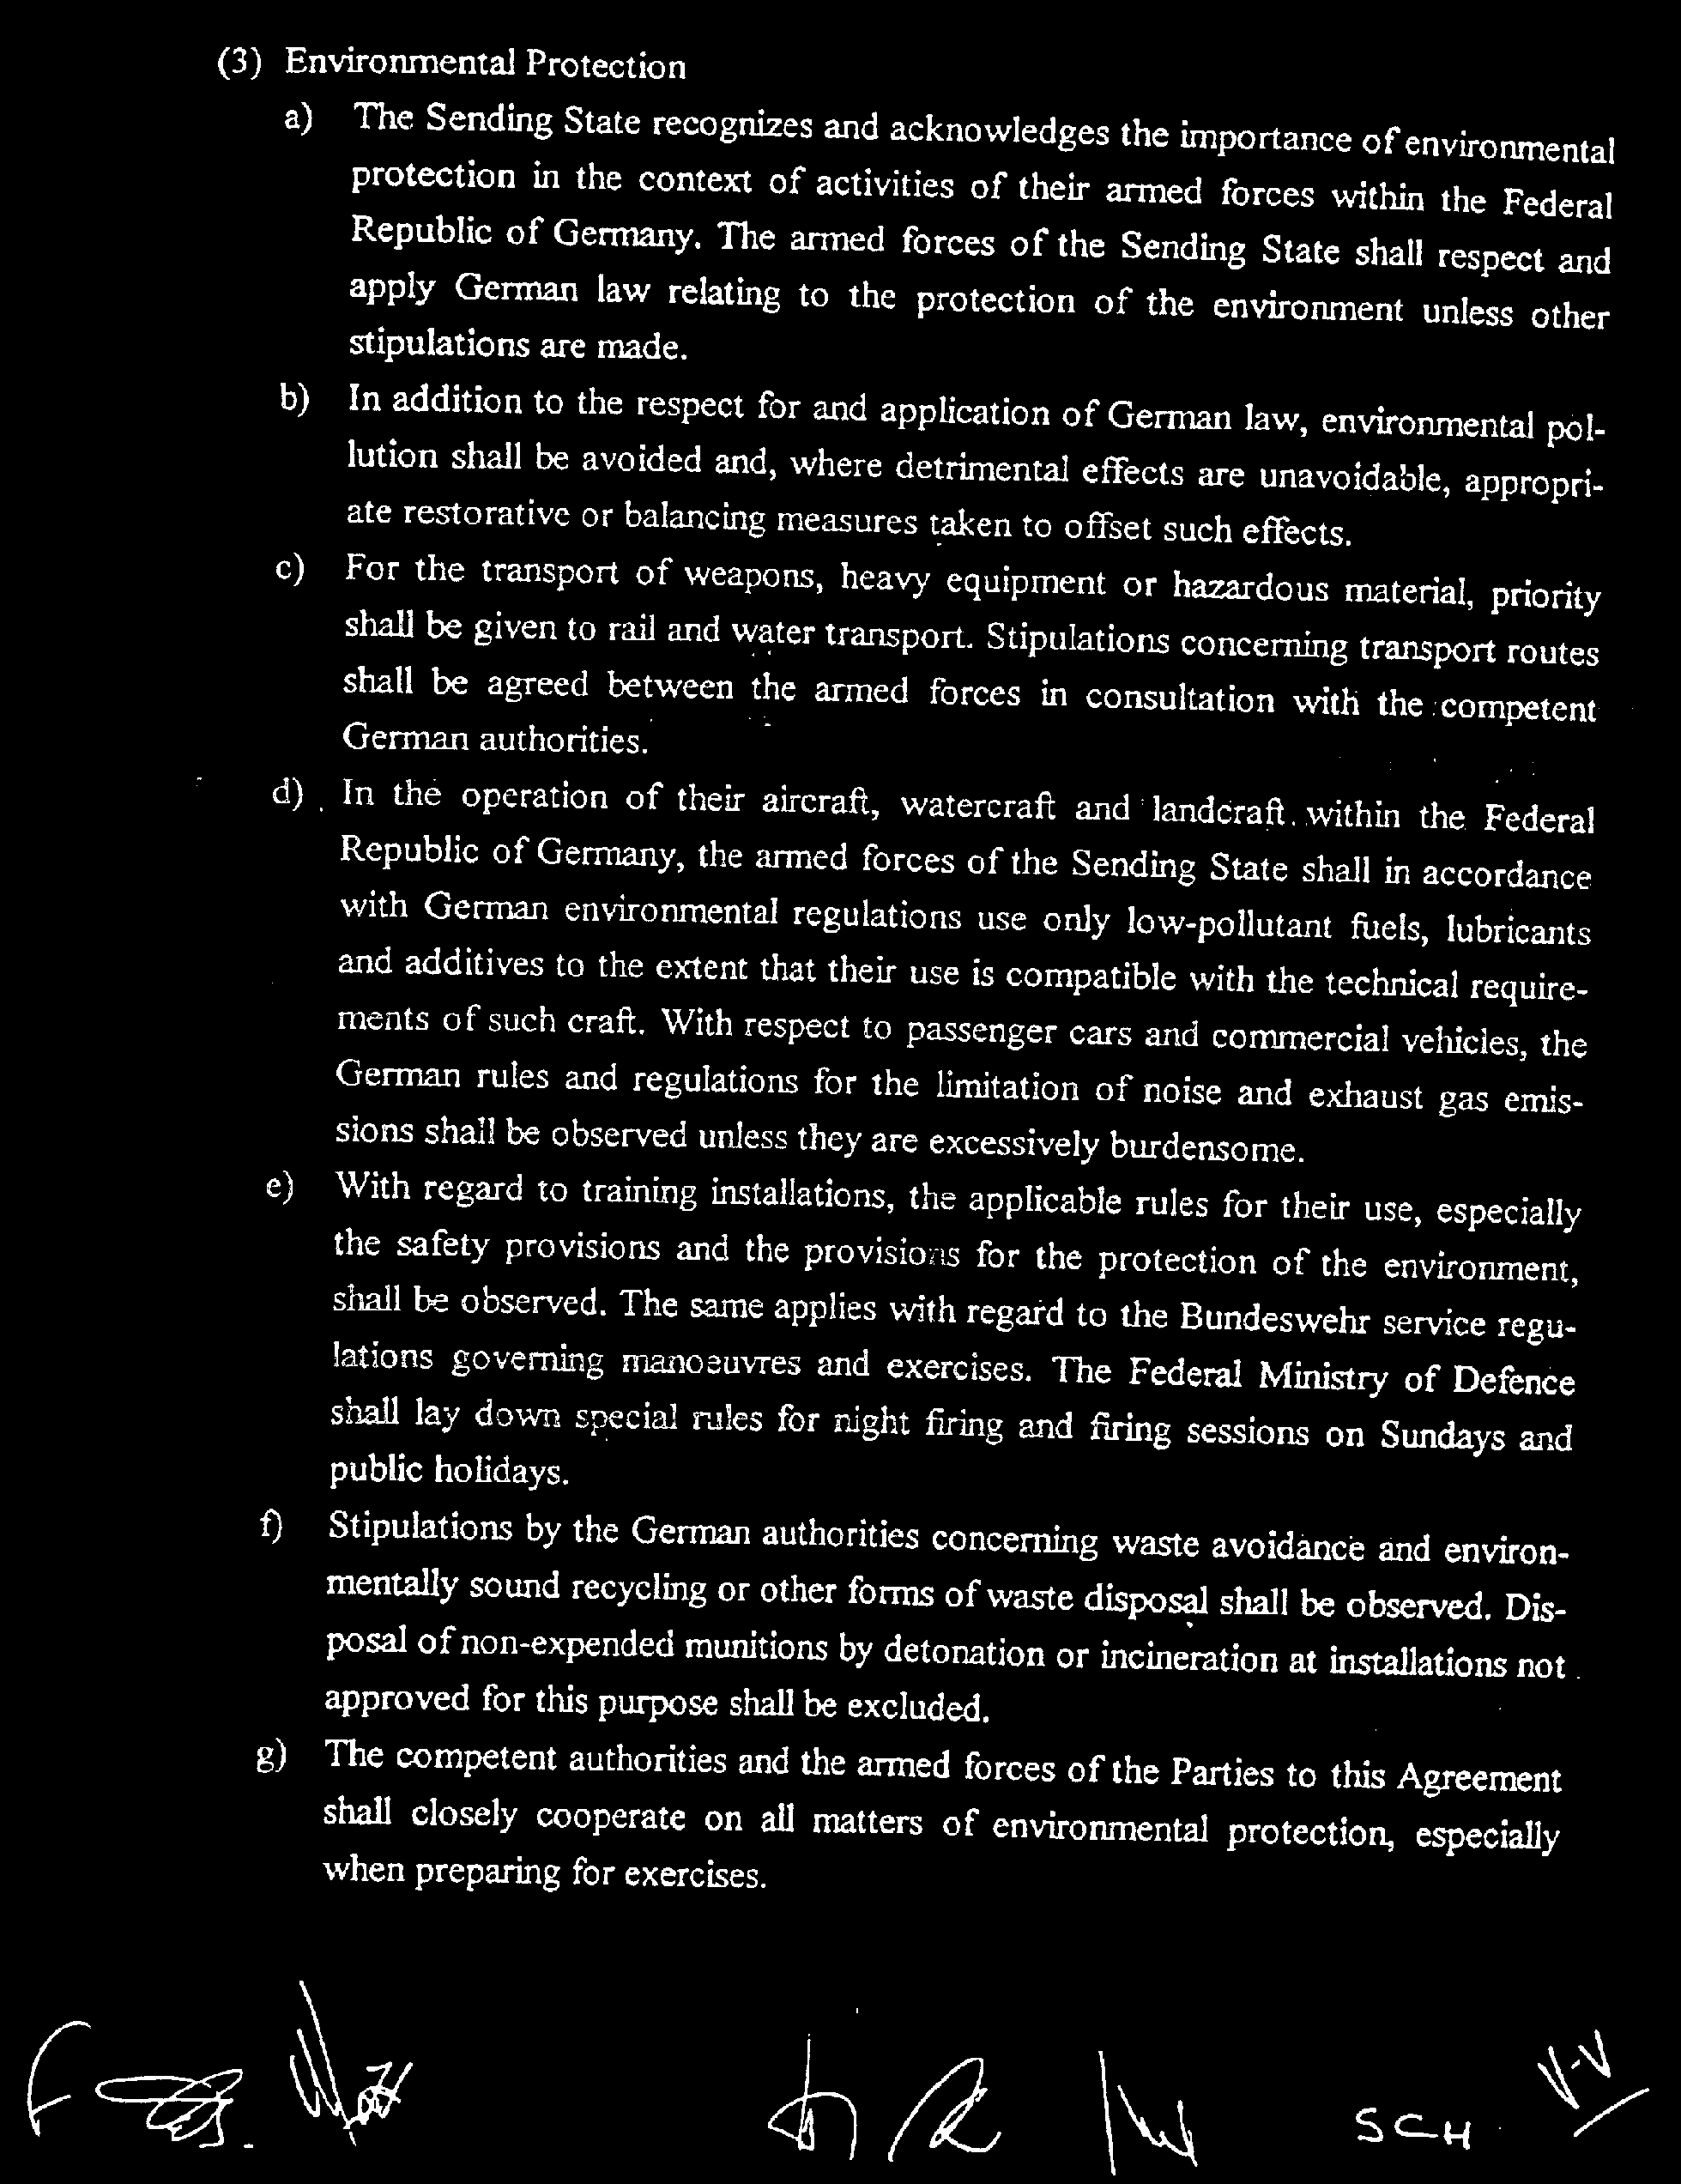 (3) Environmental Protection
a) The Sending State recognizes and acknowledges the importance of environmental
protection in the context of activities of their armed forces within the Federal
Republic of Germany. The armed forces of the Sending State shall respect and
apply German law relating to the protection of the environment unless other
stipulations are made.
b) In addition to the respect for and application of German law, environmental pol-
lution shall be avoided and, where detrimental effects are unavoidable, appropri-
ate restorative or balancing measures taken to offset such effects.
c) For the transport of weapons, heavy equipment or hazardous material, priority
shall be given to rail and water transport. Stipulations concerning transport routes
shall be agreed between the armed forces in consultation with the competent
German authorities.
d) In the operation of their aircraft, watercraft and landcraft within the Federal
Republic of Germany, the armed forces of the Sending State shall in accordance
with German environmental regulations use only low-pollutant fuels, lubricants
and additives to the extent that their use is compatible with the technical require-
ments of such craft. With respect to passenger cars and commercial vehicles, the
German rules and regulations for the limitation of noise and exhaust gas emis-
sions shall be observed unless they are excessively burdensome.
e) With regard to training installations, the applicable rules for their use, especially
the safety provisions and the provisions for the protection of the environment,
shall be observed. The same applies with regard to the Bundeswehr service regu-
lations governing manoeuvres and exercises. The Federal Ministry of Defence
shall lay down special rules for night firing and firing sessions on Sundays and
public holidays.
f) Stipulations by the German authorities concerning waste avoidance and environ-
mentally sound recycling or other forms of waste disposal shall be observed. Dis-
posal of non-expended munitions by detonation or incineration at installations not
approved for this purpose shall be excluded.
g) The competent authorities and the armed forces of the Parties to this Agreement
shall closely cooperate on all matters of environmental protection, especially
when preparing for exercises.
SCH